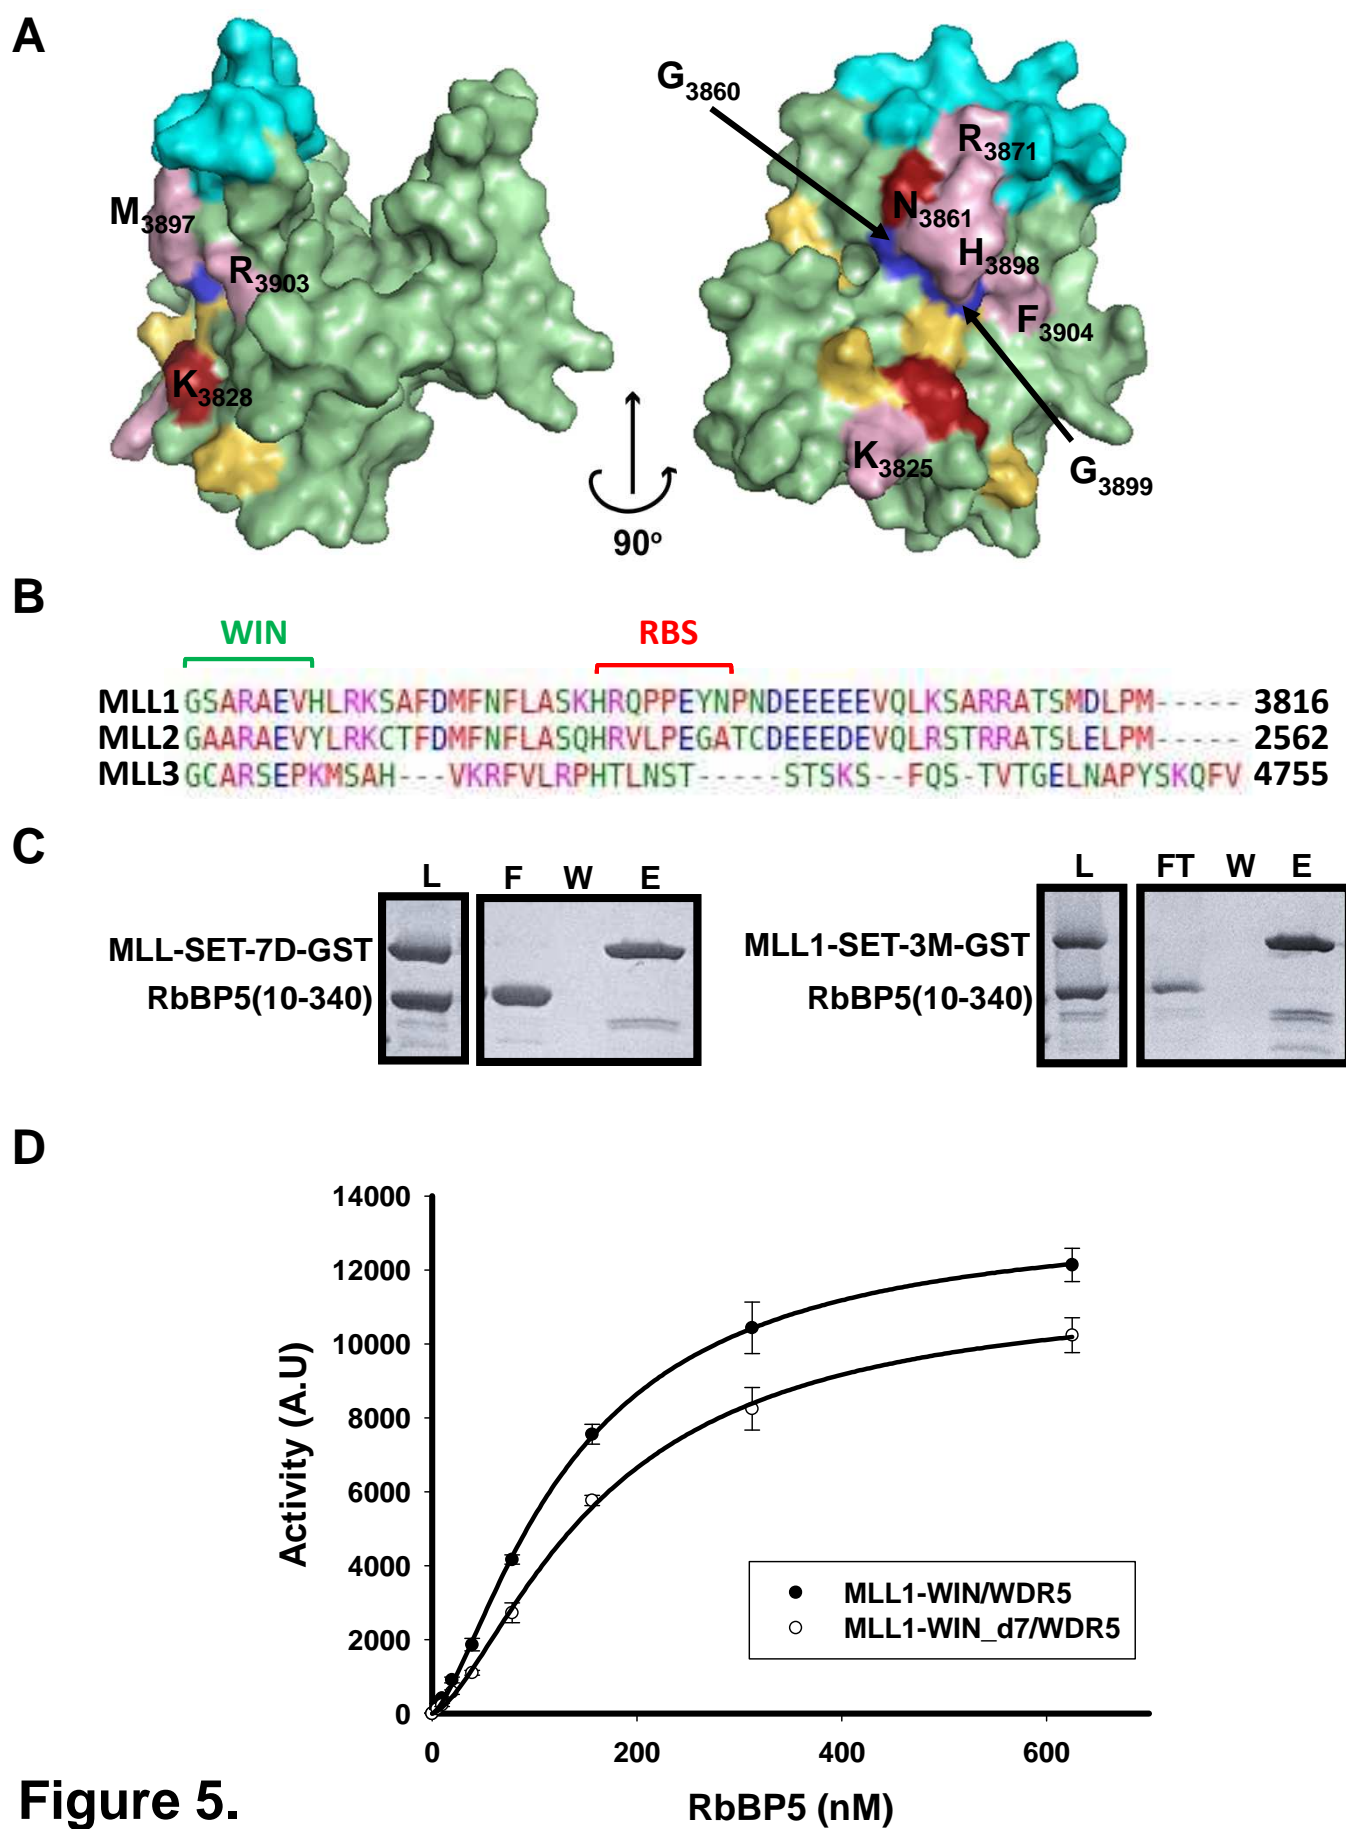 A
G3860
R3871
M3897
N3861
R3903
H3898
F3904
K3828
K3825
G3899
90º
B
WIN
RBS
MLL1 GSARAEVHLRKSAFDMFNFLASKHRQPPEYNPNDEEEEEVQLKSARRATSMDLPM----- 3816
MLL2 GAARAEVYLRKCTFDMFNFLASQHRVLPEGATCDEEEDEVQLRSTRRATSLELPM----- 2562
MLL3 GCARSEPKMSAH---VKRFVLRPHTLNST-----STSKS--FQS-TVTGELNAPYSKQFV 4755
C
L F W E
MLL-SET-7D-GST
RbBP5(10-340)
L FT W E
MLL1-SET-3M-GST
RbBP5(10-340)
D
14000
12000
10000
8000
6000
4000
2000
0
Activity (A.U)
MLL1-WIN/WDR5
MLL1-WIN_d7/WDR5
0 200 400 600
RbBP5 (nM)
Figure 5.